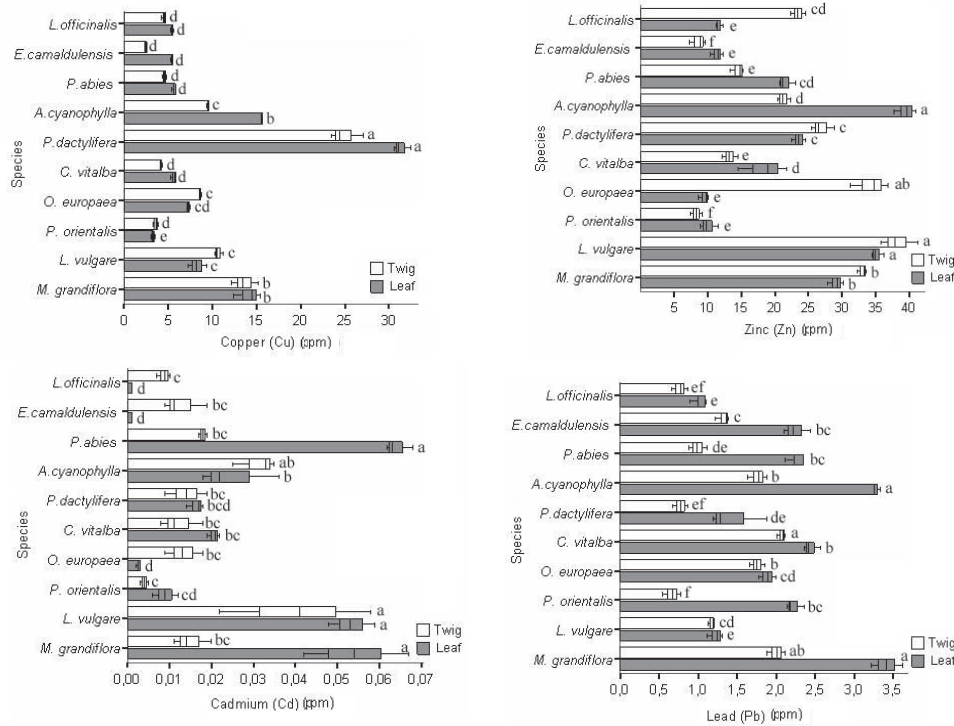 L.officinalis d
d
E.camaldulensis d
d
P.abies d
d
A.cyanophylla c
b
P.dactylifera a
a
C. vitalba d
d
O. europaea c
cd
P. orientalis d
e
L. vulgare c
c
M. grandiflora b
b
Species
Twig
Leaf
0 5 10 15 20 25 30
Copper (Cu) (ppm)
L.officinalis cd
e
E.camaldulensis f
e
P.abies e
cd
A.cyanophylla d
a
P.dactylifera c
c
C. vitalba e
d
O. europaea ab
e
P. orientalis f
e
L. vulgare a
a
M. grandiflora b
b
Species
Twig
Leaf
5 10 15 20 25 30 35 40
Zinc (Zn) (ppm)
L.officinalis c
d
E.camaldulensis bc
d
P.abies bc
a
A.cyanophylla ab
b
P.dactylifera bc
bcd
C. vitalba bc
bc
O. europaea bc
d
P. orientalis c
cd
L. vulgare a
a
M. grandiflora bc
a
Species
Twig
Leaf
0,00 0,01 0,02 0,03 0,04 0,05 0,06 0,07
Cadmium (Cd) (ppm)
L.officinalis ef
e
E.camaldulensis c
bc
P.abies de
bc
A.cyanophylla b
a
P.dactylifera ef
de
C. vitalba a
b
O. europaea b
cd
P. orientalis f
bc
L. vulgare cd
e
M. grandiflora ab
a
Species
Twig
Leaf
0,0 0,5 1,0 1,5 2,0 2,5 3,0 3,5
Lead (Pb) (ppm)